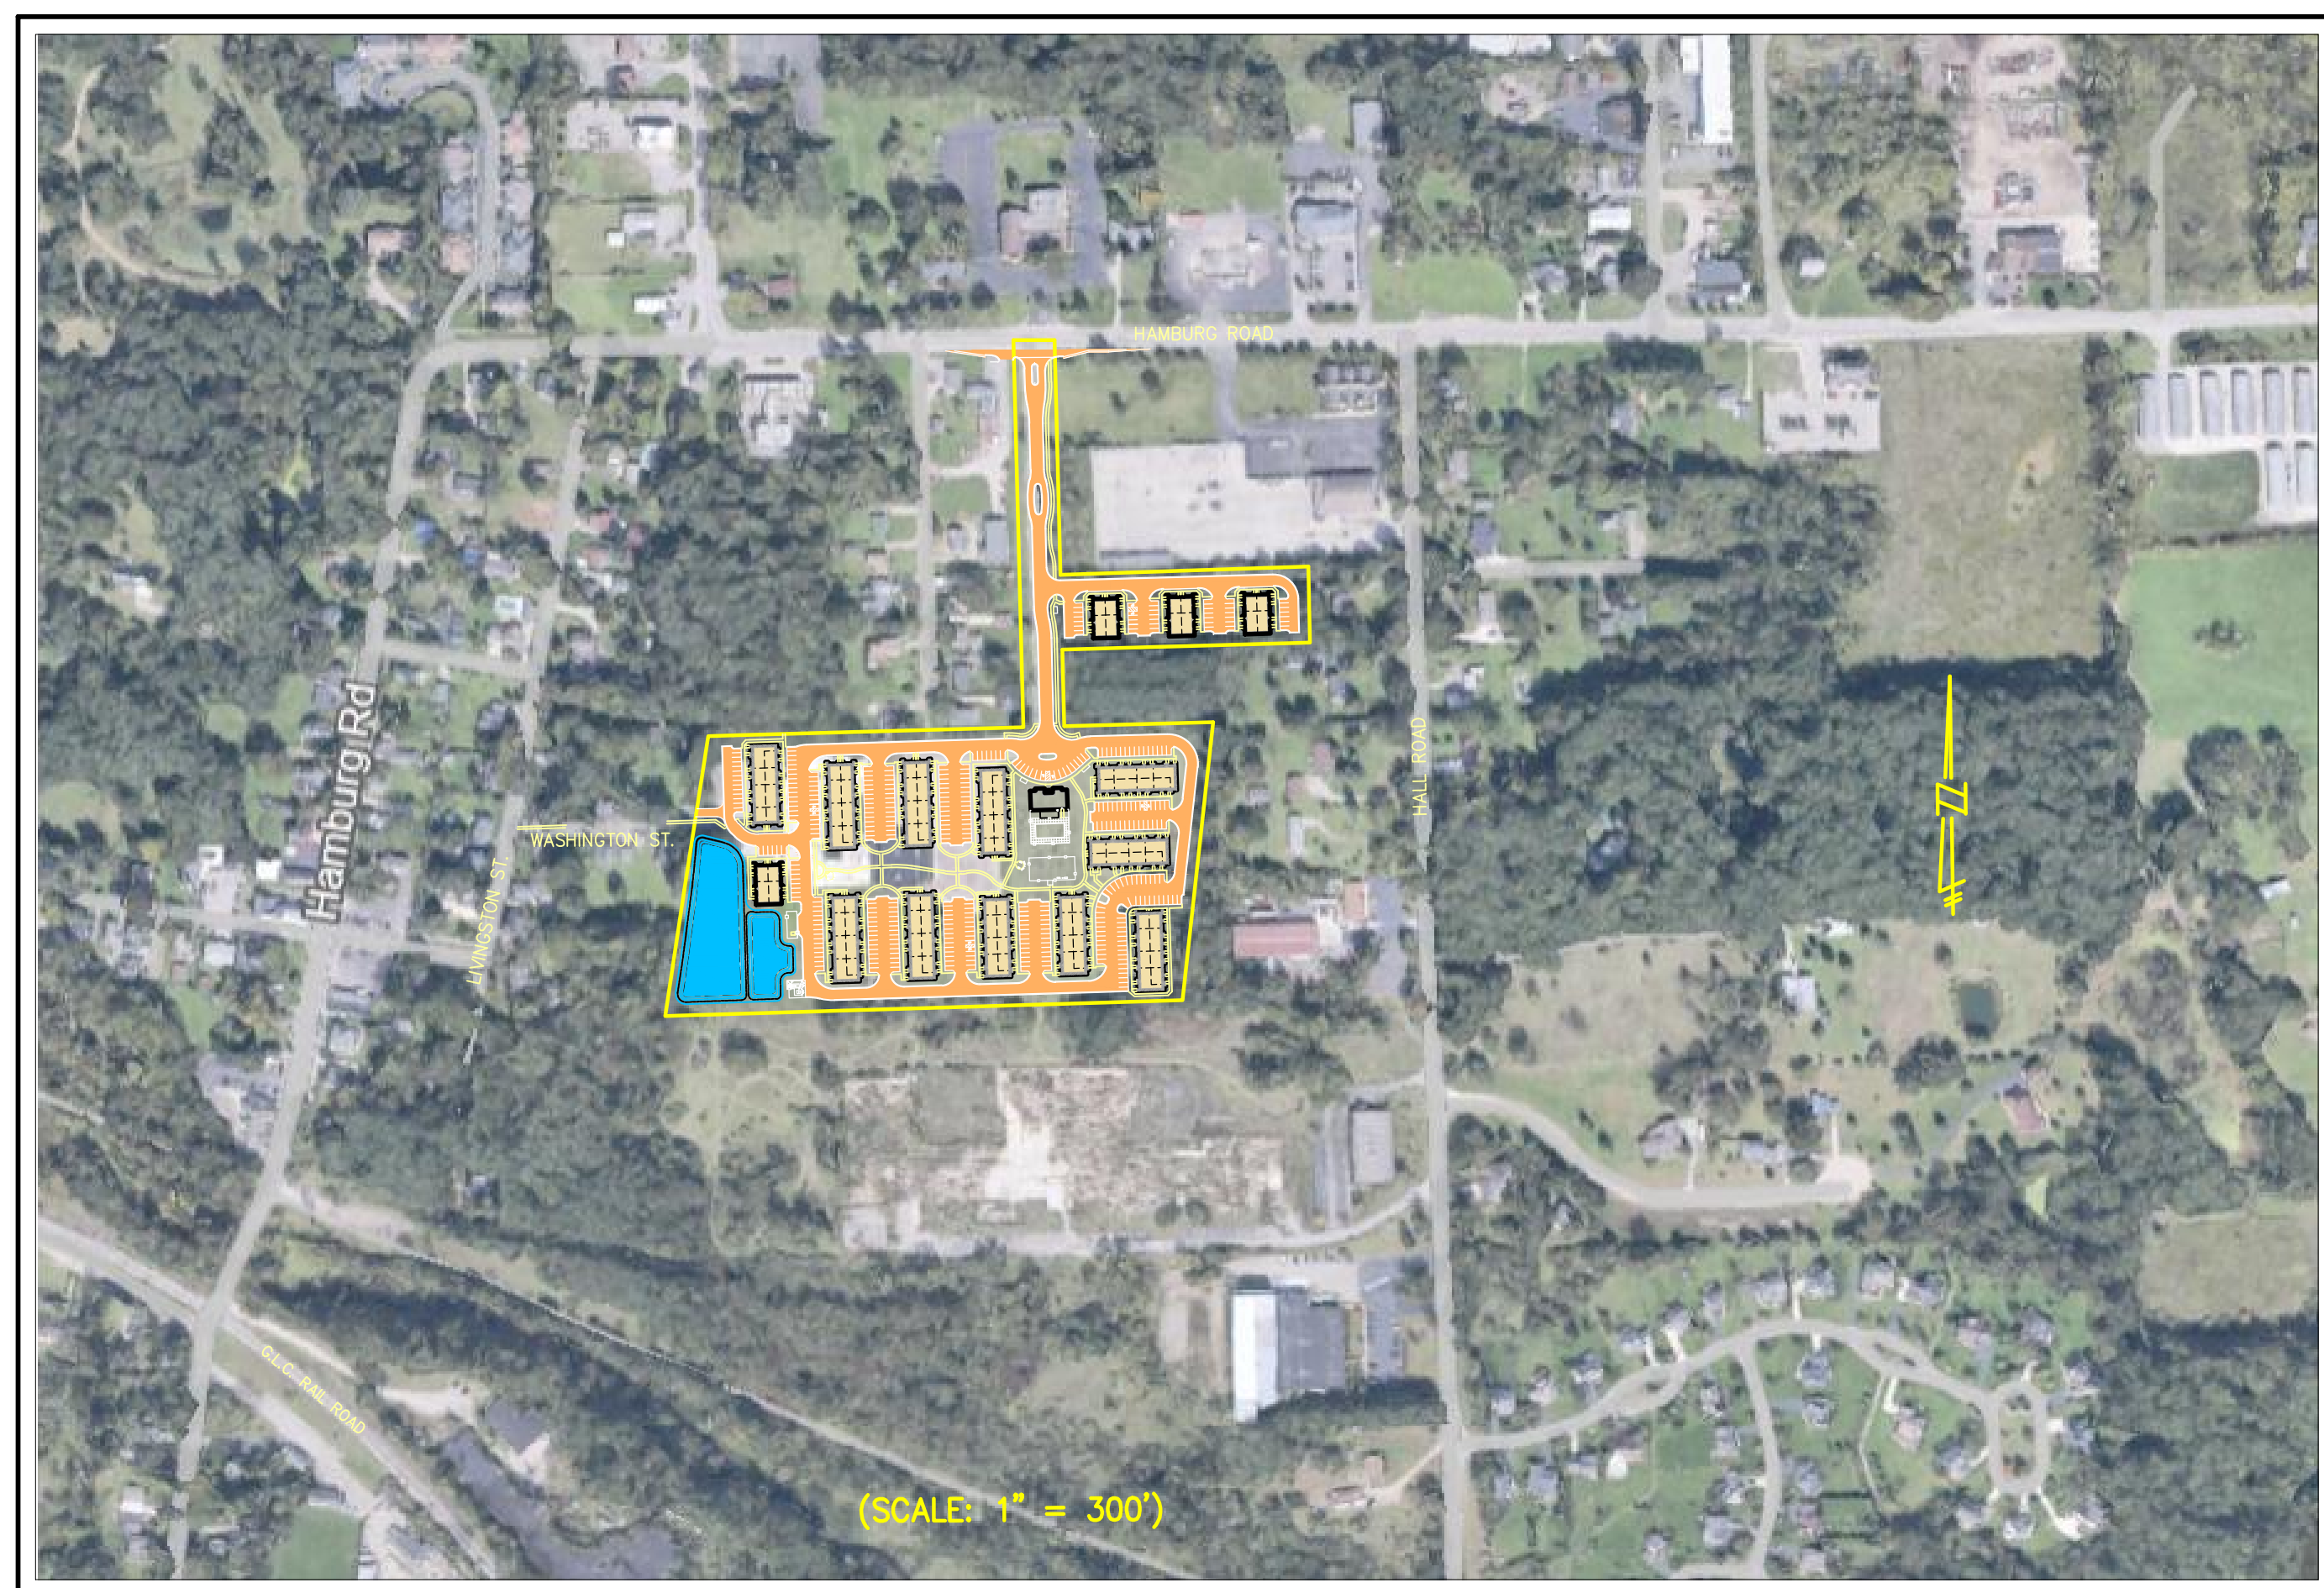 HAMBURG ROAD
Hamburg Rd
HALL ROAD
WASHINGTON ST.
LIVINGSTON ST.
G.L.C. RAIL ROAD
(SCALE: 1" = 300')